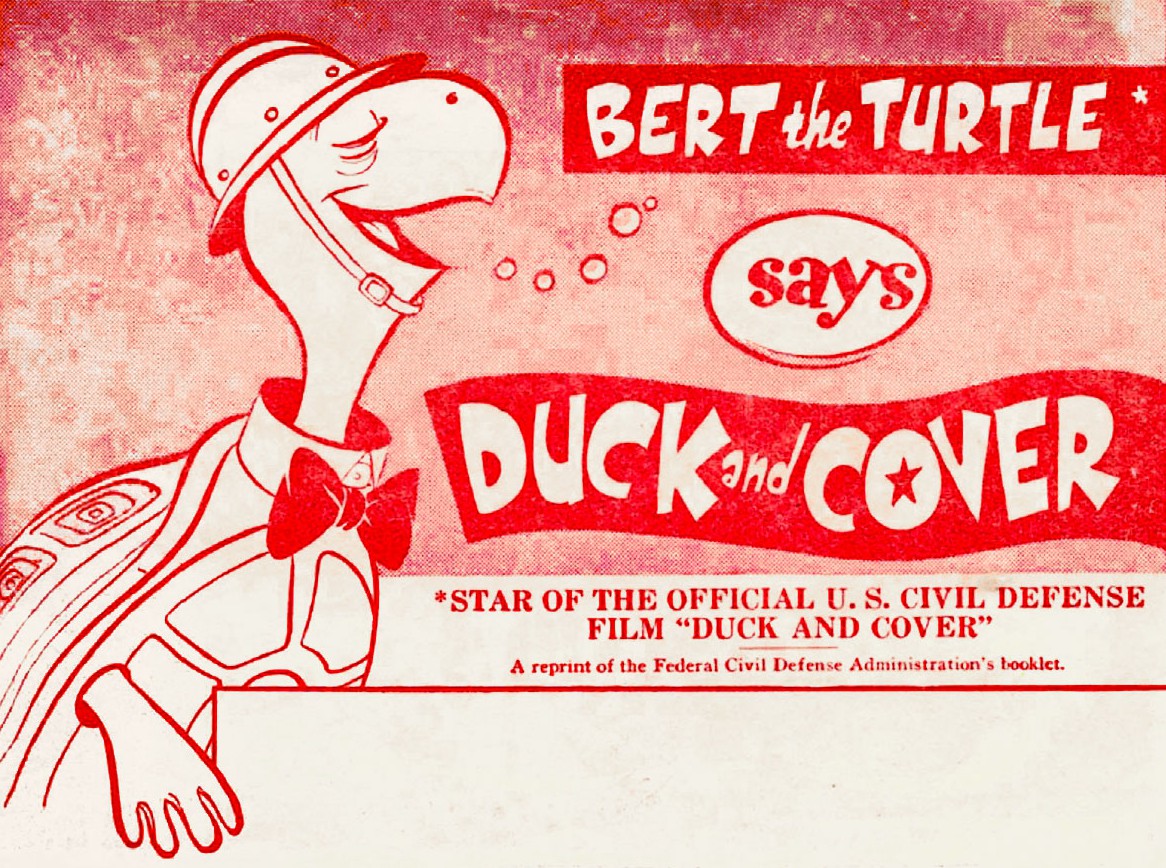 BERT the TURTLE *
says
DUCK and COVER
*STAR OF THE OFFICIAL U. S. CIVIL DEFENSE
FILM “DUCK AND COVER”
A reprint of the Federal Civil Defense Administration's booklet.